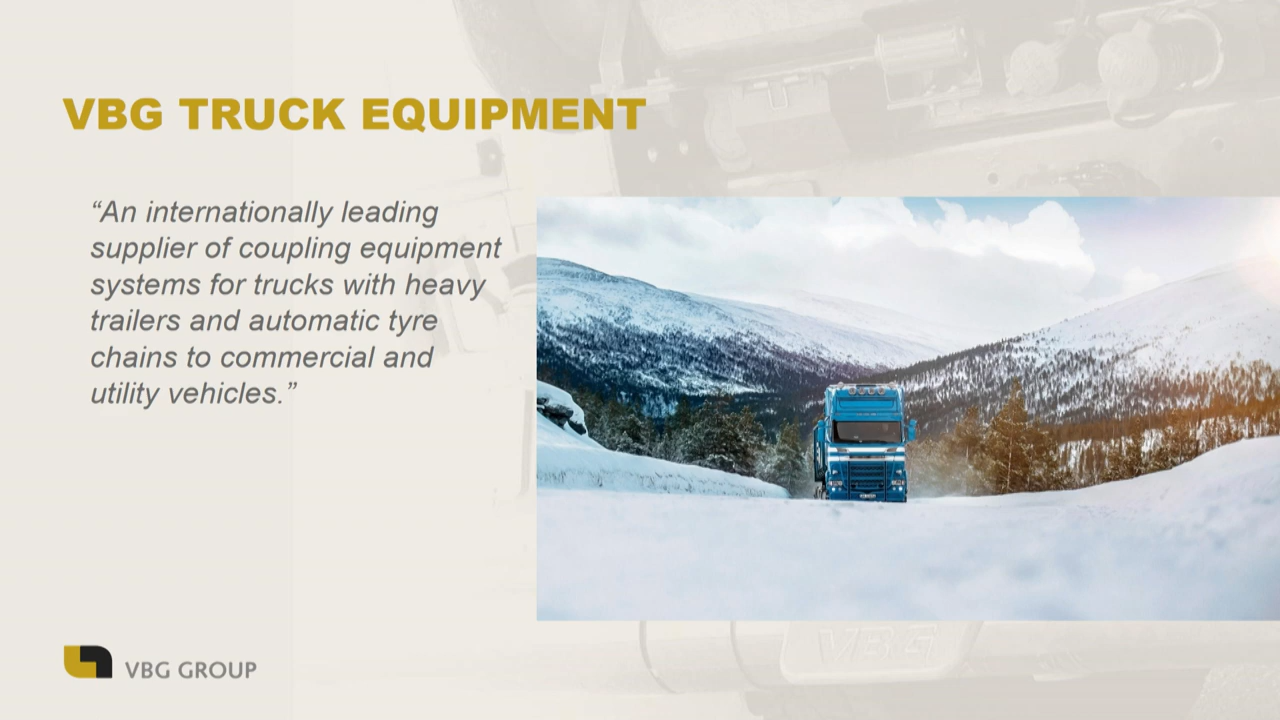 VBG TRUCK EQUIPMENT
“An internationally leading
supplier of coupling equipment
systems for trucks with heavy
trailers and automatic tyre
chains to commercial and
utility vehicles.”
VBG
VBG GROUP